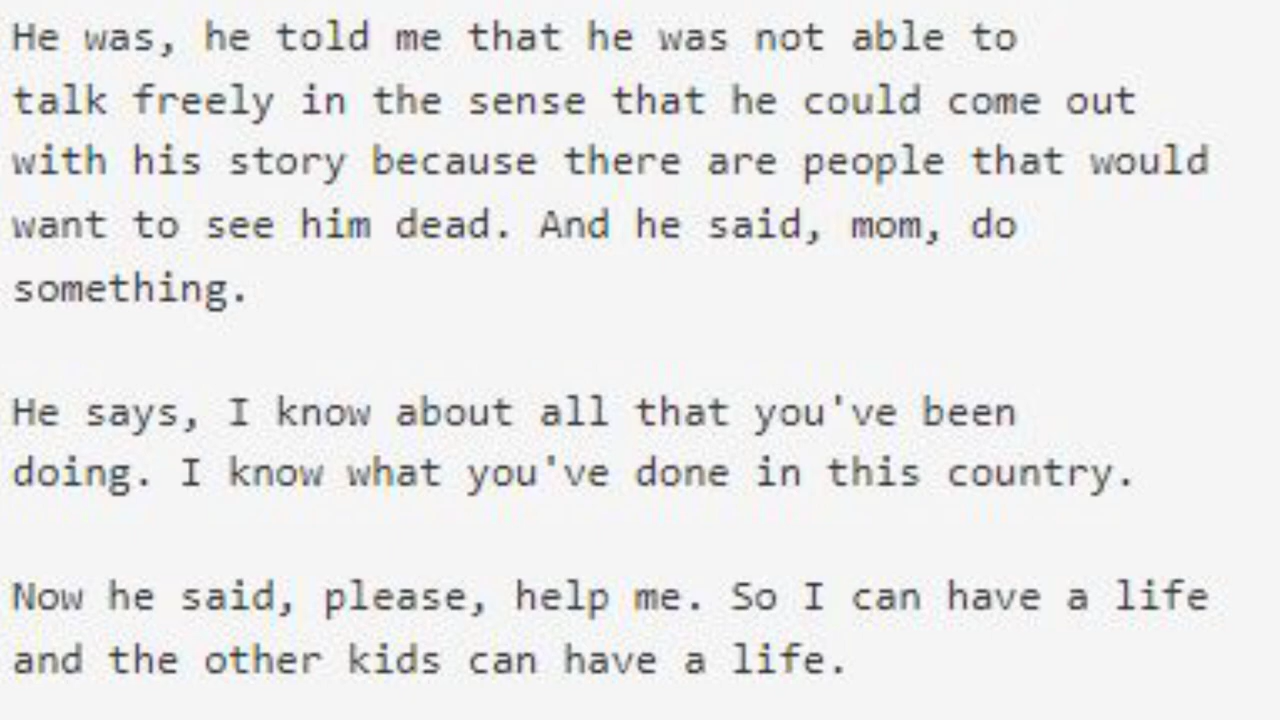 He was, he told me that he was not able to
talk freely in the sense that he could come out
with his story because there are people that would
want to see him dead. And he said, mom, do
something.
He says, I know about all that you've been
doing. I know what you've done in this country.
Now he said, please, help me. So I can have a life
and the other kids can have a life.